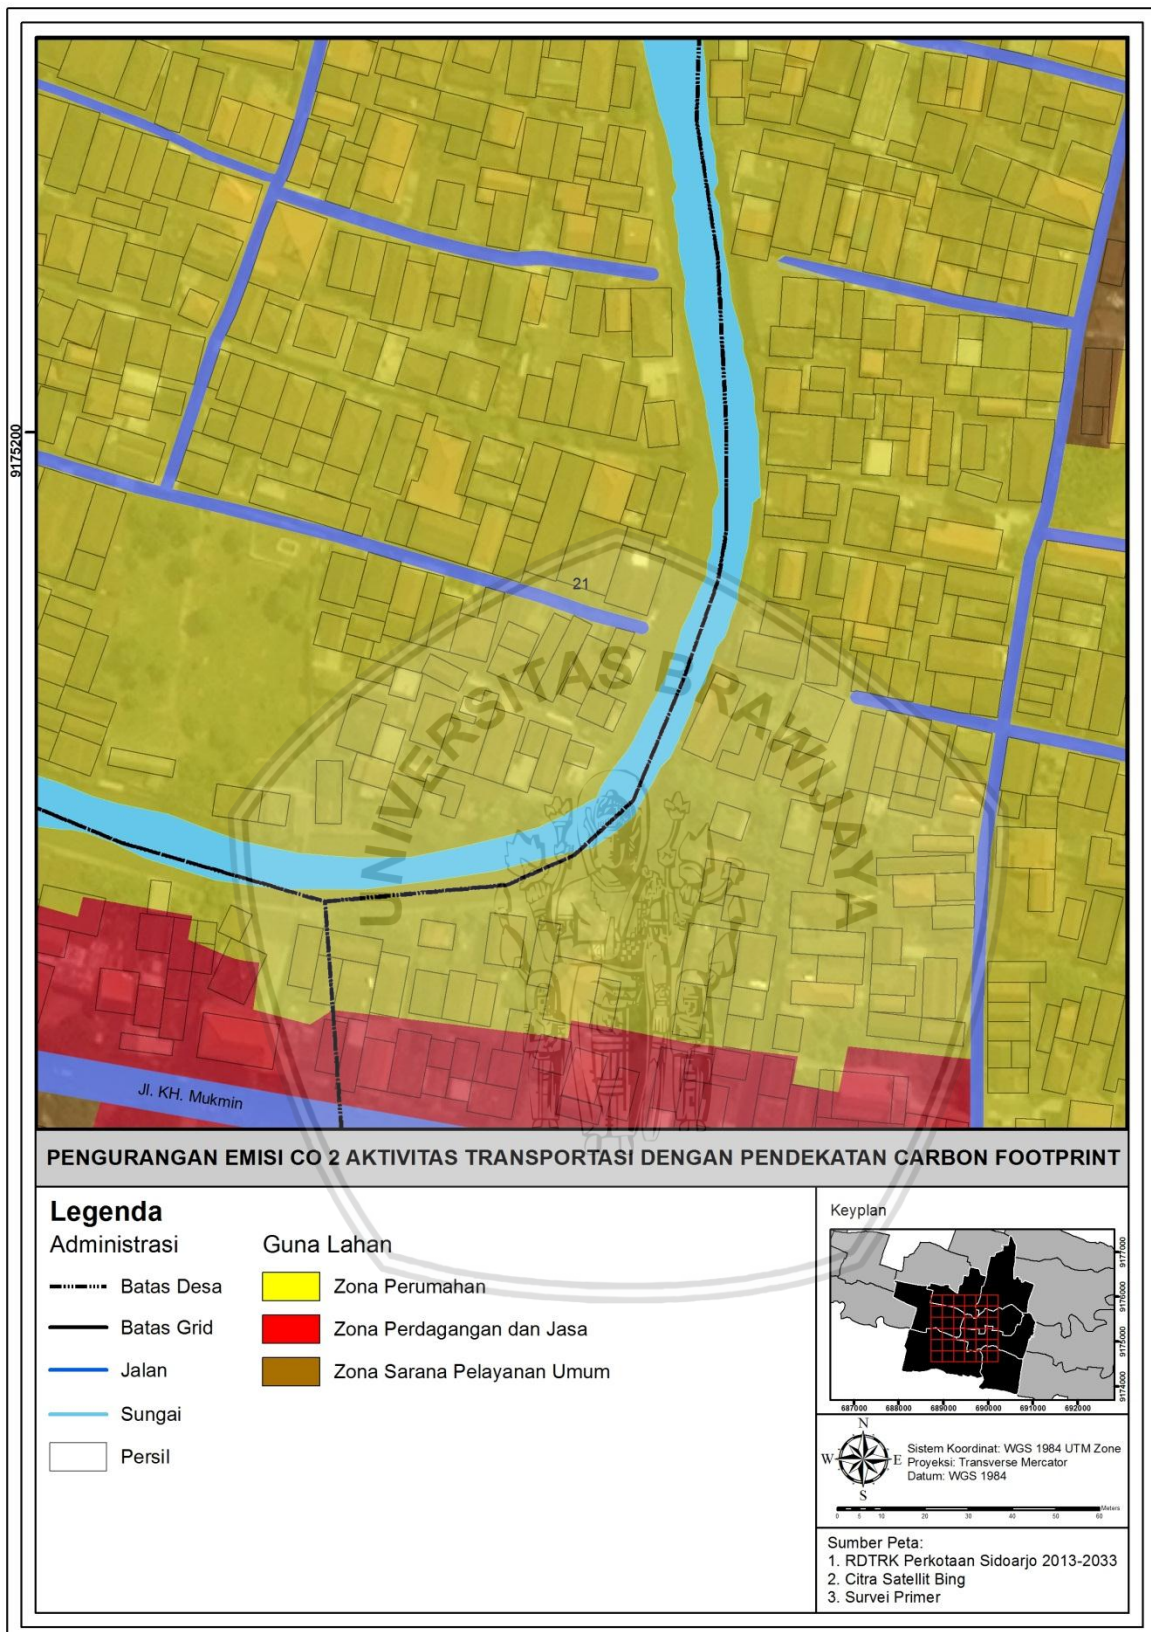 9175200
21
UNIVERSITAS BRAWIJAYA
Jl. KH. Mukmin
PENGURANGAN EMISI CO 2 AKTIVITAS TRANSPORTASI DENGAN PENDEKATAN CARBON FOOTPRINT
Legenda
Administrasi
Batas Desa
Batas Grid
Jalan
Sungai
Persil
Guna Lahan
Zona Perumahan
Zona Perdagangan dan Jasa
Zona Sarana Pelayanan Umum
Keyplan
9177000
9176000
9175000
9174000
687000 688000 689000 690000 691000 692000
N
W E
S
Sistem Koordinat: WGS 1984 UTM Zone
Proyeksi: Transverse Mercator
Datum: WGS 1984
Meters
0 5 10 20 30 40 50 60
Sumber Peta:
1. RDTRK Perkotaan Sidoarjo 2013-2033
2. Citra Satellit Bing
3. Survei Primer